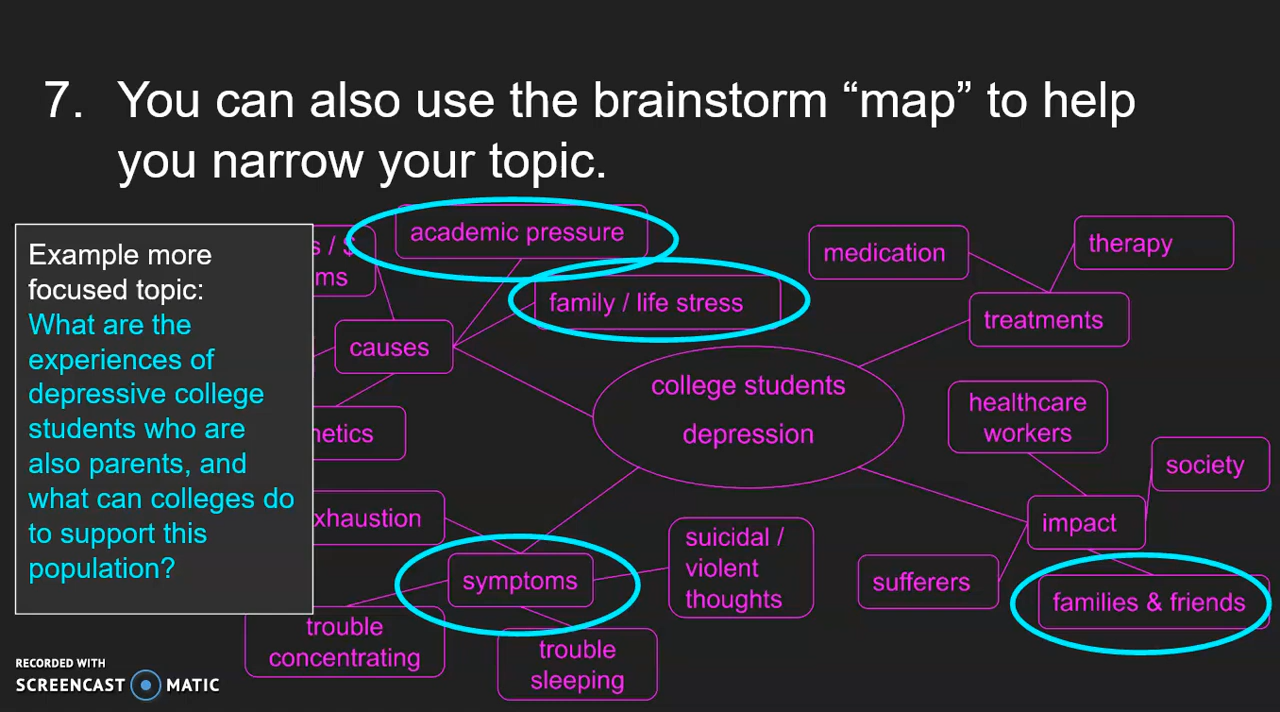 7. You can also use the brainstorm “map” to help
you narrow your topic.
Example more
focused topic:
What are the
experiences of
depressive college
students who are
also parents, and
what can colleges do
to support this
population?
academic pressure
family / life stress
causes
medication
therapy
treatments
college students
depression
healthcare
workers
society
impact
sufferers
families & friends
symptoms
suicidal /
violent
thoughts
trouble
concentrating
trouble
sleeping
RECORDED WITH
SCREENCAST MATIC